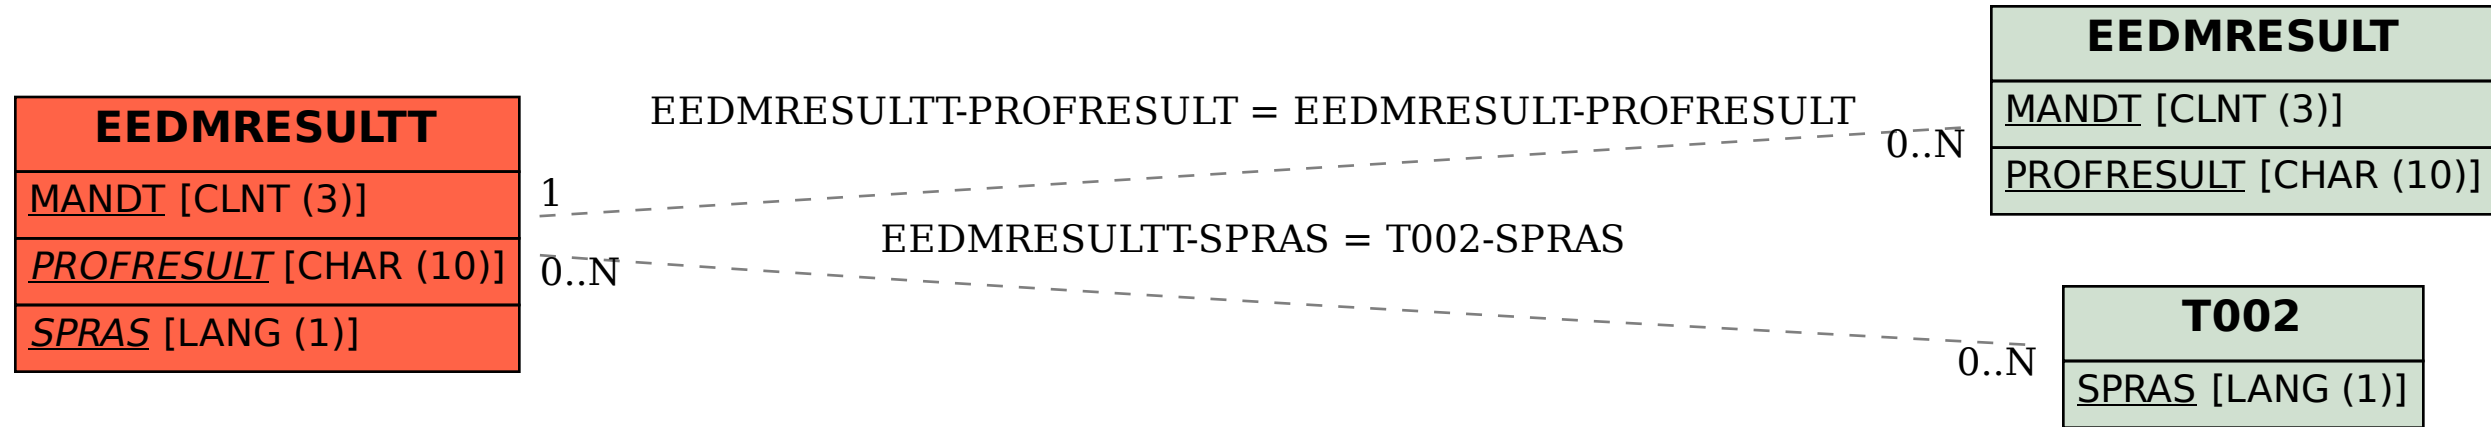 EEDMRESULTT
MANDT [CLNT (3)]
PROFRESULT [CHAR (10)]
SPRAS [LANG (1)]
EEDMRESULTT-PROFRESULT = EEDMRESULT-PROFRESULT
1
0..N
EEDMRESULTT-SPRAS = T002-SPRAS
0..N
0..N
EEDMRESULT
MANDT [CLNT (3)]
PROFRESULT [CHAR (10)]
T002
SPRAS [LANG (1)]